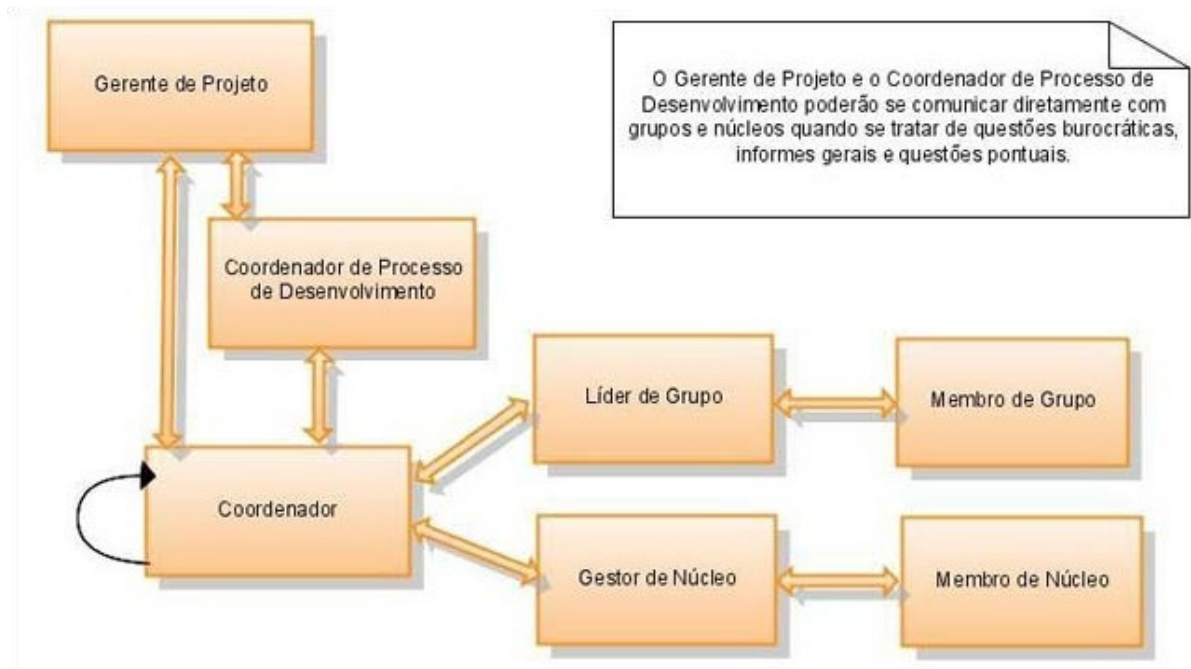 Gerente de Projeto
O Gerente de Projeto e o Coordenador de Processo de
Desenvolvimento poderão se comunicar diretamente com
grupos e núcleos quando se tratar de questões burocráticas,
informes gerais e questões pontuais.
Coordenador de Processo
de Desenvolvimento
Líder de Grupo
Membro de Grupo
Coordenador
Gestor de Núcleo
Membro de Núcleo